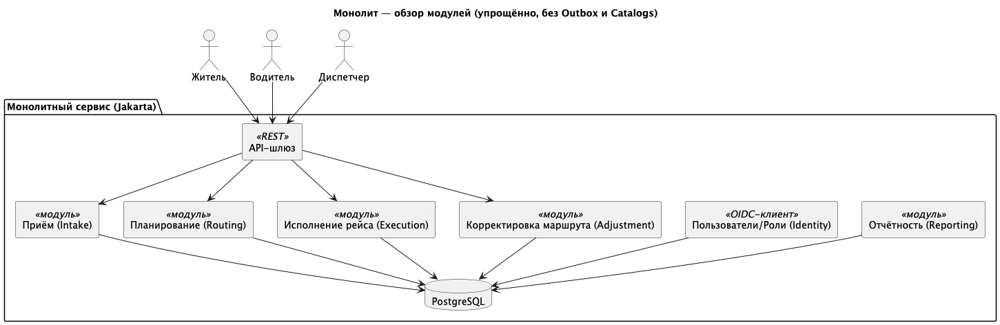 Монолит — обзор модулей (упрощённо, без Outbox и Catalogs)
Житель
Водитель
Диспетчер
Монолитный сервис (Jakarta)
«REST»
API-шлюз
«модуль»
Приём (Intake)
«модуль»
Планирование (Routing)
«модуль»
Исполнение рейса (Execution)
«модуль»
Корректировка маршрута (Adjustment)
«OIDC-клиент»
Пользователи/Роли (Identity)
«модуль»
Отчётность (Reporting)
PostgreSQL